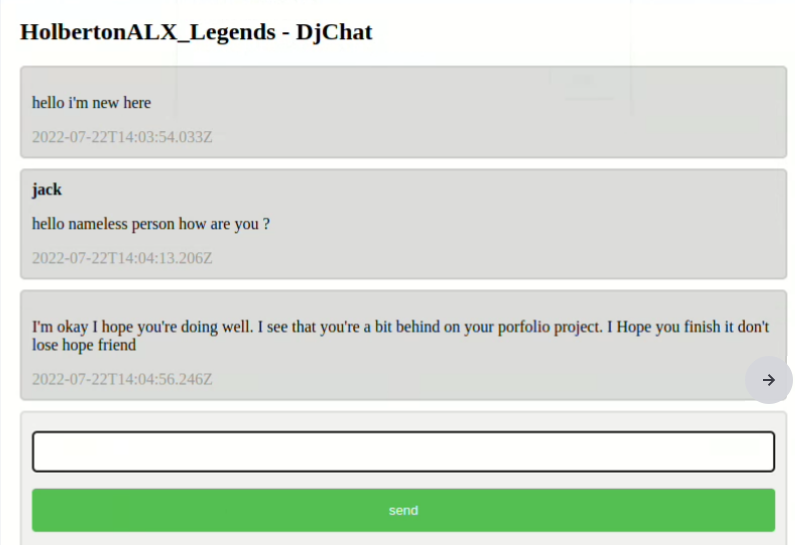 HolbertonALX_Legends - DjChat
hello i'm new here
2022-07-22T14:03:54.033Z
jack
hello nameless person how are you ?
2022-07-22T14:04:13.206Z
I'm okay I hope you're doing well. I see that you're a bit behind on your porfolio project. I Hope you finish it don't
lose hope friend
2022-07-22T14:04:56.246Z
send